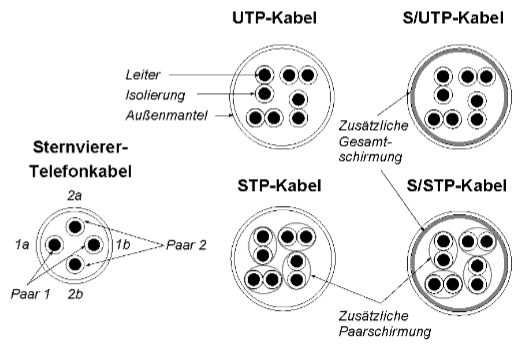 UTP-Kabel
S/UTP-Kabel
Leiter
Isolierung
Außenmantel
Zusätzliche
Gesamt-
schirmung
Sternvierer-
Telefonkabel
2a
1a
1b
Paar 2
Paar 1
2b
STP-Kabel
S/STP-Kabel
Zusätzliche
Paarschirmung